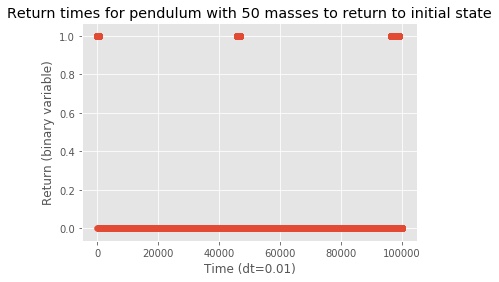 Return times for pendulum with 50 masses to return to initial state
1.0
0.8
0.6
0.4
0.2
0.0
Return (binary variable)
0 20000 40000 60000 80000 100000
Time (dt=0.01)